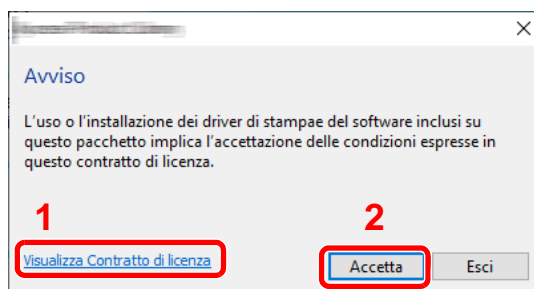 Avviso
L'uso o l'installazione dei driver di stampae del software inclusi su
questo pacchetto implica l'accettazione delle condizioni espresse in
questo contratto di licenza.
1
2
Visualizza Contratto di licenza
Accetta
Esci